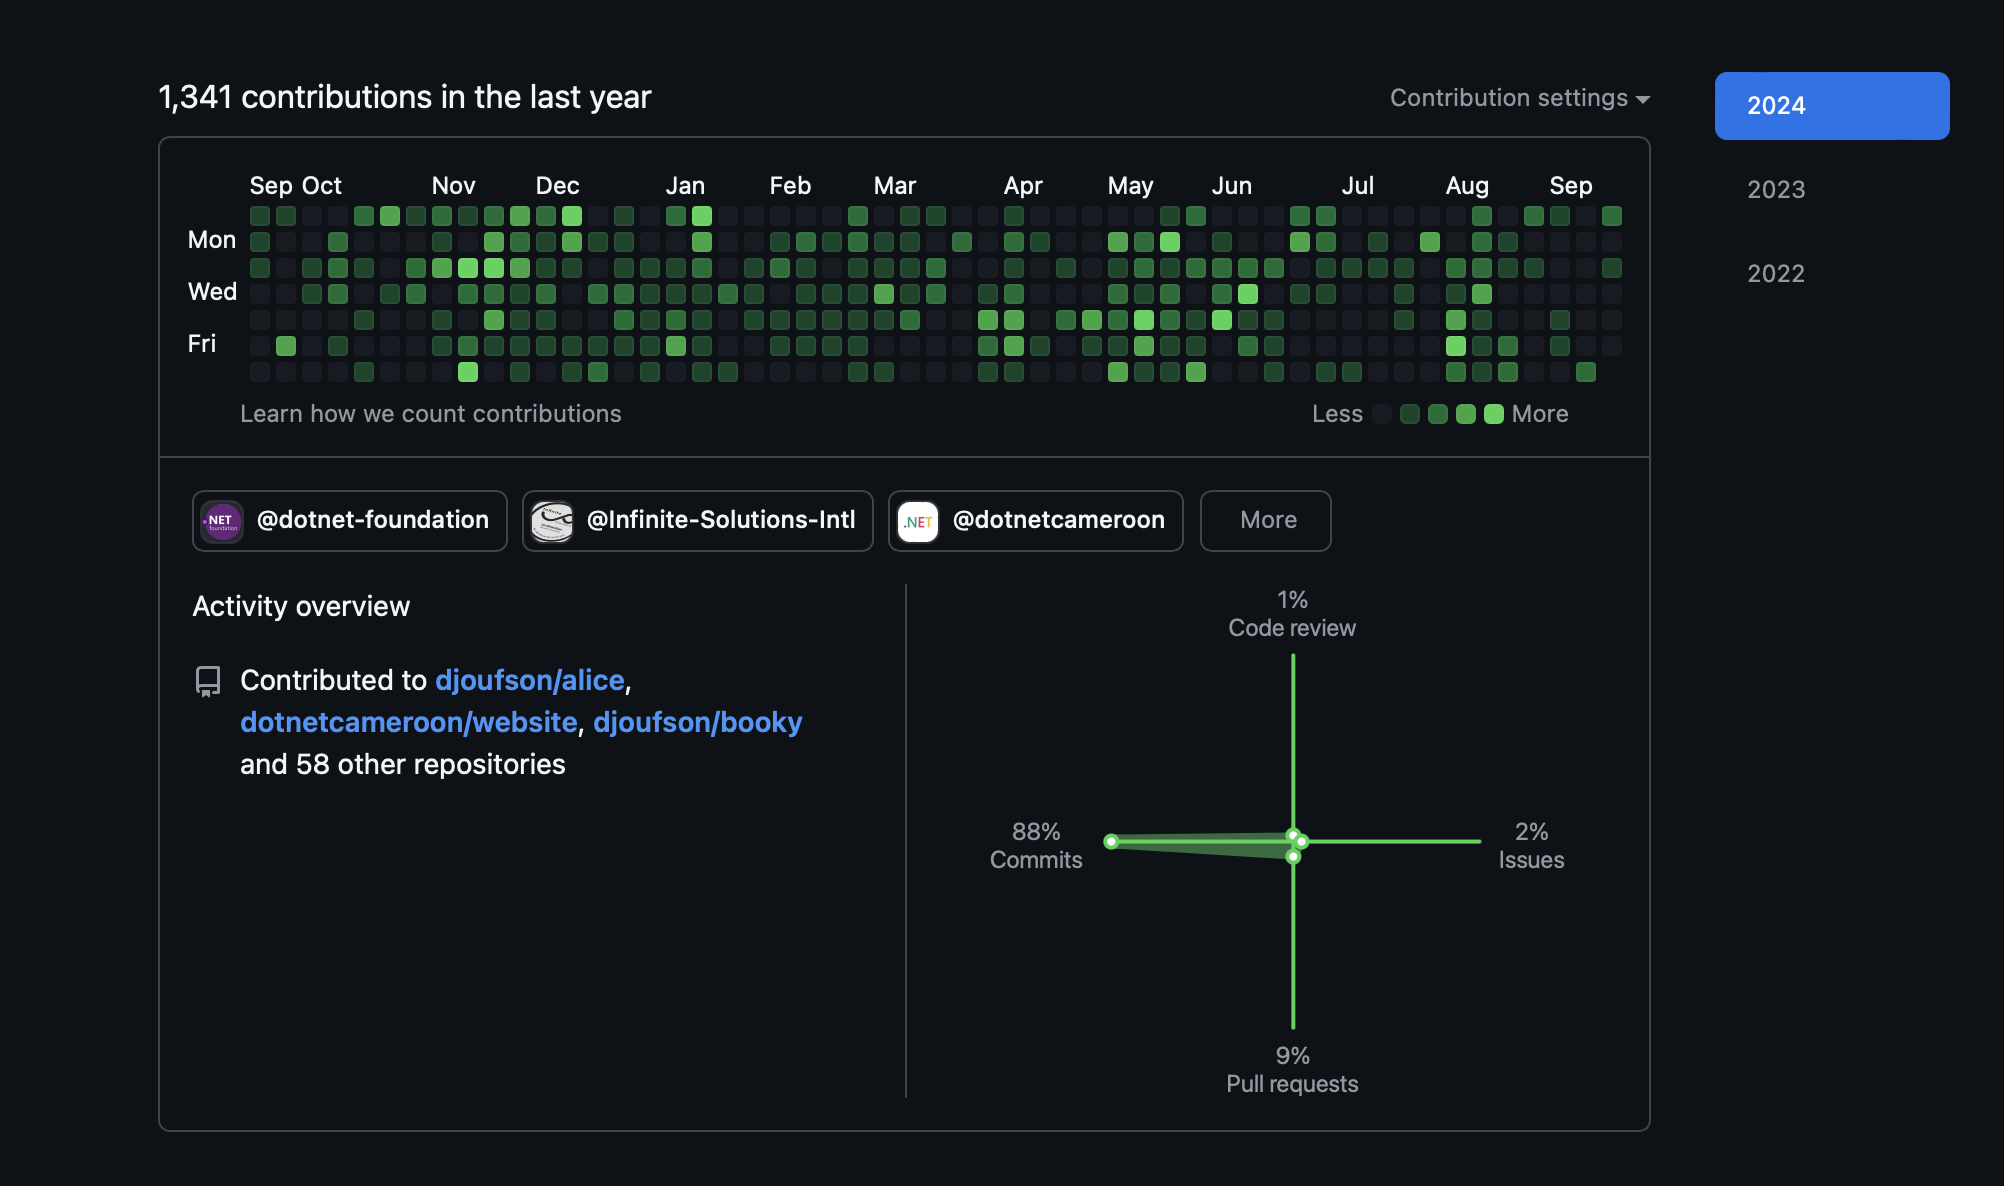 1,341 contributions in the last year
Contribution settings
2024
2023
2022
Sep Oct Nov Dec Jan Feb Mar Apr May Jun Jul Aug Sep
Mon
Wed
Fri
Learn how we count contributions
Less More
.NET
foundation
@dotnet-foundation
@Infinite-Solutions-Intl
.NET
@dotnetcameroon
More
Activity overview
Contributed to djoufson/alice,
dotnetcameroon/website, djoufson/booky
and 58 other repositories
1%
Code review
88%
Commits
2%
Issues
9%
Pull requests